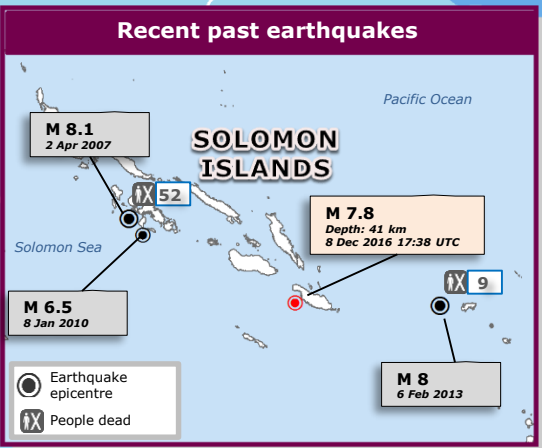 Recent past earthquakes
Pacific Ocean
M 8.1
2 Apr 2007
SOLOMON
ISLANDS
52
M 7.8
Depth: 41 km
8 Dec 2016 17:38 UTC
Solomon Sea
9
M 6.5
8 Jan 2010
M 8
6 Feb 2013
Earthquake
epicentre
People dead